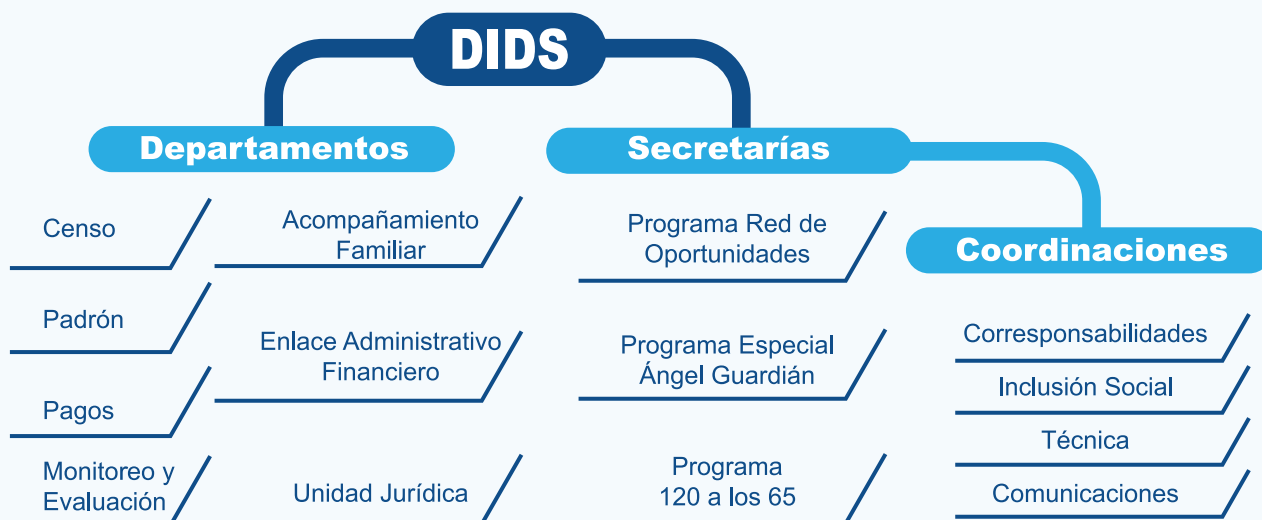 DIDS
Departamentos
Censo
Padrón
Pagos
Monitoreo y
Evaluación
Acompañamiento
Familiar
Enlace Administrativo
Financiero
Unidad Jurídica
Secretarías
Programa Red de
Oportunidades
Programa Especial
Ángel Guardián
Programa
120 a los 65
Coordinaciones
Corresponsabilidades
Inclusión Social
Técnica
Comunicaciones